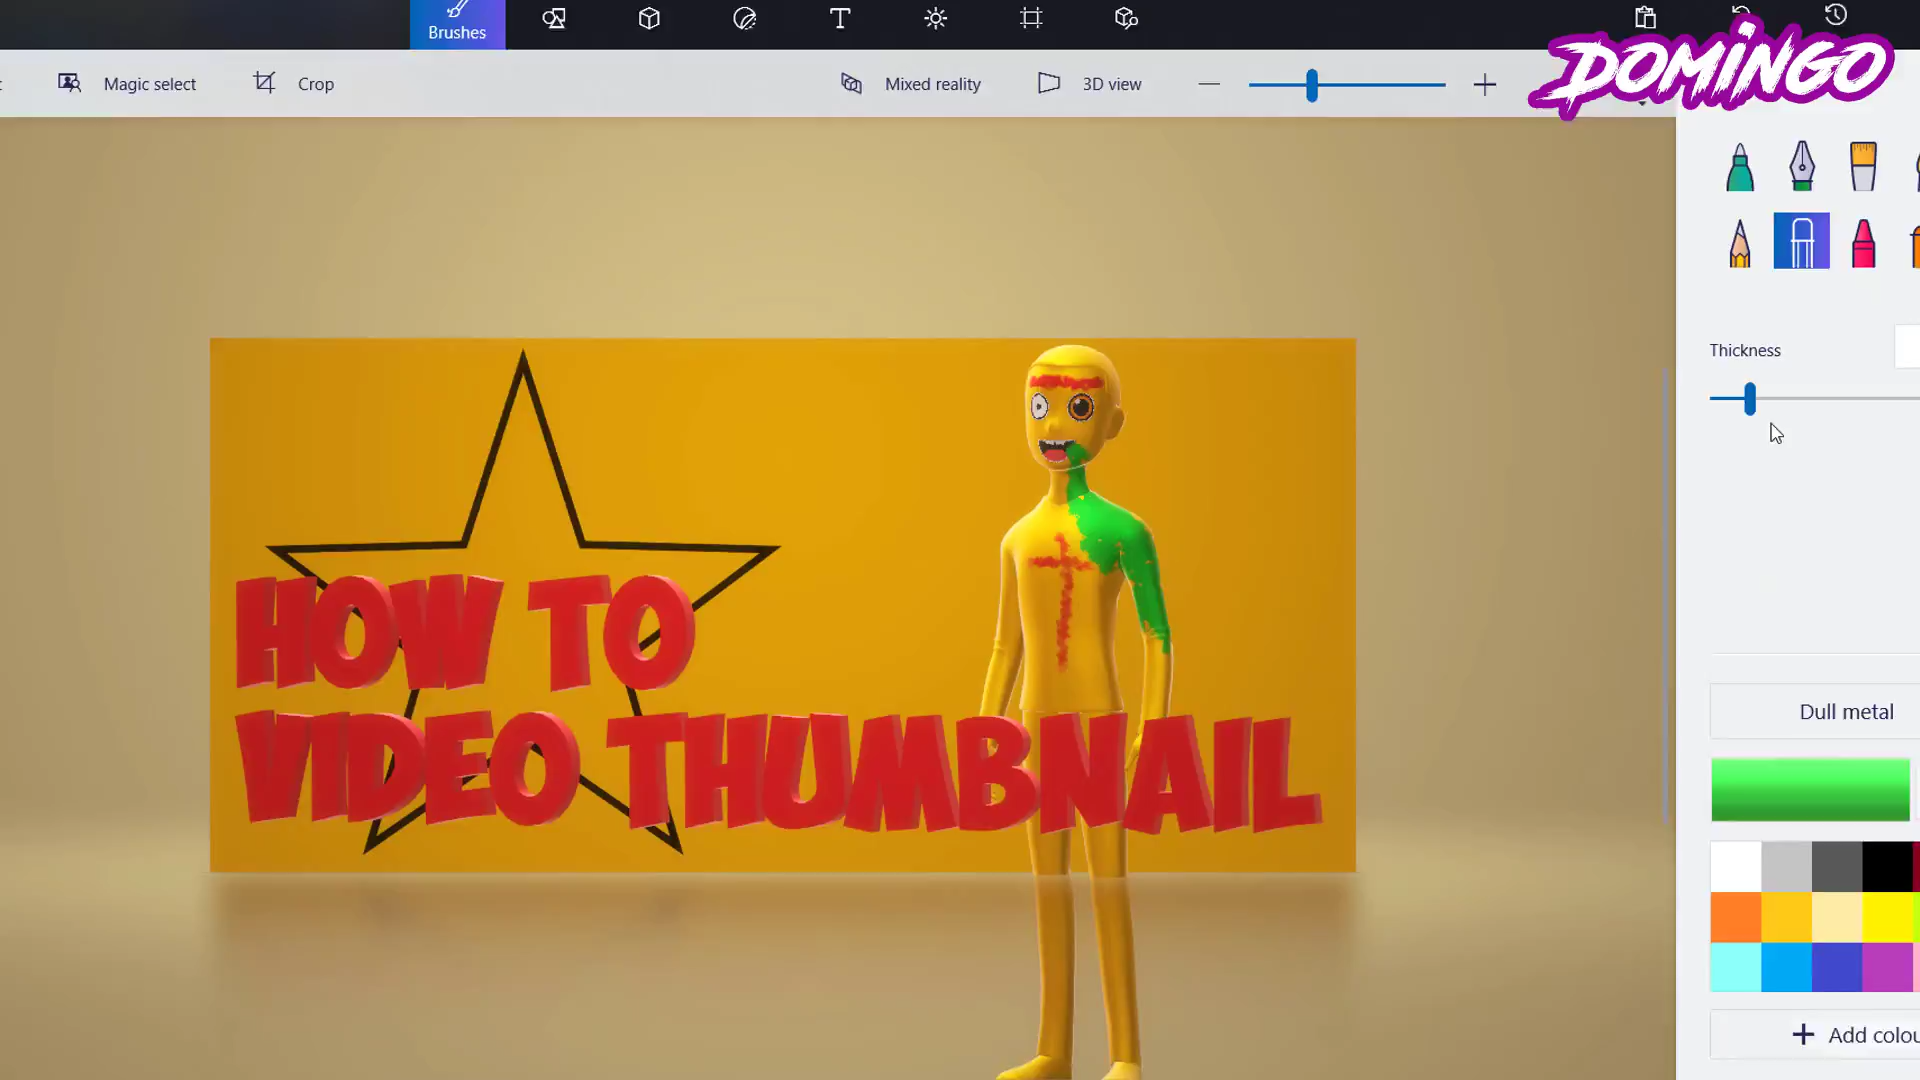 Brushes
DOMINGO
Magic select
Crop
Mixed reality
3D view
Thickness
HOW TO
VIDEO THUMBNAIL
Dull metal
Add colou